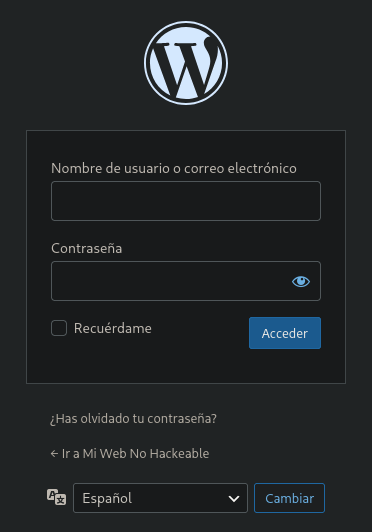 Nombre de usuario o correo electrónico
Contraseña
Recuérdame
Acceder
¿Has olvidado tu contraseña?
← Ir a Mi Web No Hackeable
Español
Cambiar